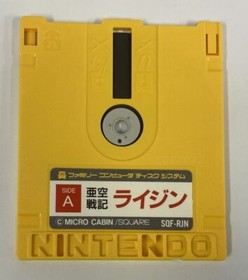 ファミリー コンピュータ ディスク システム
SIDE
A
亜空
戦記
ライジン
© MICRO CABIN/SQUARE SQF-RJN
NINTENDO